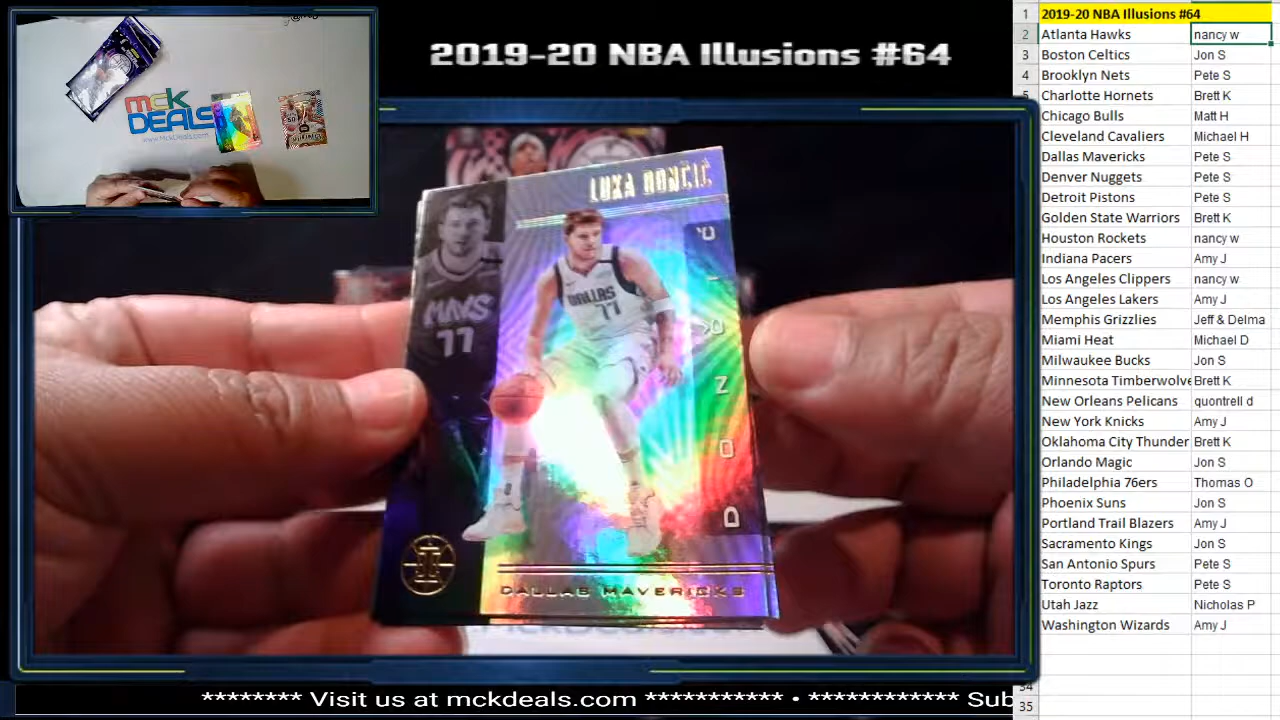 2019-20 NBA Illusions #64
MCK
DEALS
www.MckDeals.com
LUKA DONČIĆ
MAVS
77
DALLAS
77
DALLAS MAVERICKS
******** Visit us at mckdeals.com *********** • ************ Sub
1 2019-20 NBA Illusions #64
2 Atlanta Hawks nancy w
3 Boston Celtics Jon S
4 Brooklyn Nets Pete S
5 Charlotte Hornets Brett K
Chicago Bulls Matt H
Cleveland Cavaliers Michael H
Dallas Mavericks Pete S
Denver Nuggets Pete S
Detroit Pistons Pete S
Golden State Warriors Brett K
Houston Rockets nancy w
Indiana Pacers Amy J
Los Angeles Clippers nancy w
Los Angeles Lakers Amy J
Memphis Grizzlies Jeff & Delma
Miami Heat Michael D
Milwaukee Bucks Jon S
Minnesota Timberwolve Brett K
New Orleans Pelicans quontrell d
New York Knicks Amy J
Oklahoma City Thunder Brett K
Orlando Magic Jon S
Philadelphia 76ers Thomas O
Phoenix Suns Jon S
Portland Trail Blazers Amy J
Sacramento Kings Jon S
San Antonio Spurs Pete S
Toronto Raptors Pete S
Utah Jazz Nicholas P
Washington Wizards Amy J
34
35